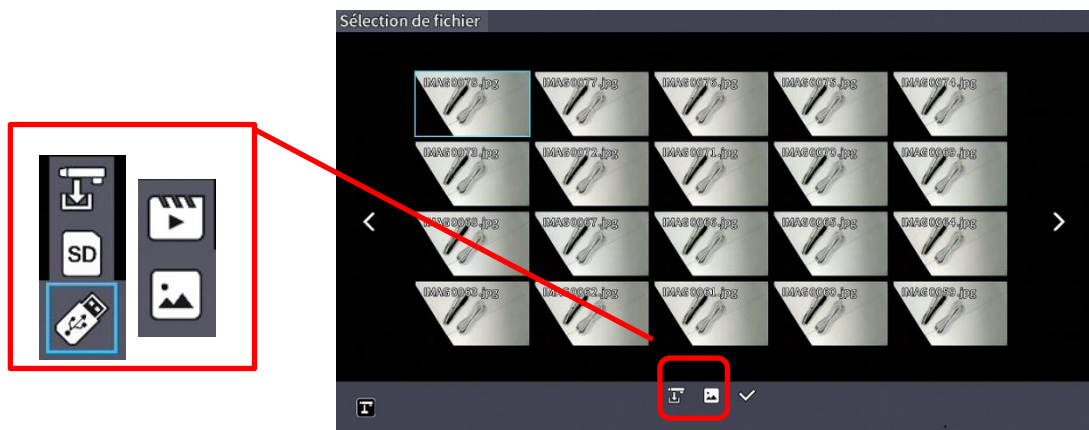 Sélection de fichier
IMAG0078.jpg IMAG0077.jpg IMAG0076.jpg IMAG0075.jpg IMAG0074.jpg
IMAG0073.jpg IMAG0072.jpg IMAG0071.jpg IMAG0070.jpg IMAG0069.jpg
IMAG0068.jpg IMAG0067.jpg IMAG0066.jpg IMAG0065.jpg IMAG0064.jpg
SD
IMAG0063.jpg IMAG0062.jpg IMAG0061.jpg IMAG0060.jpg IMAG0059.jpg